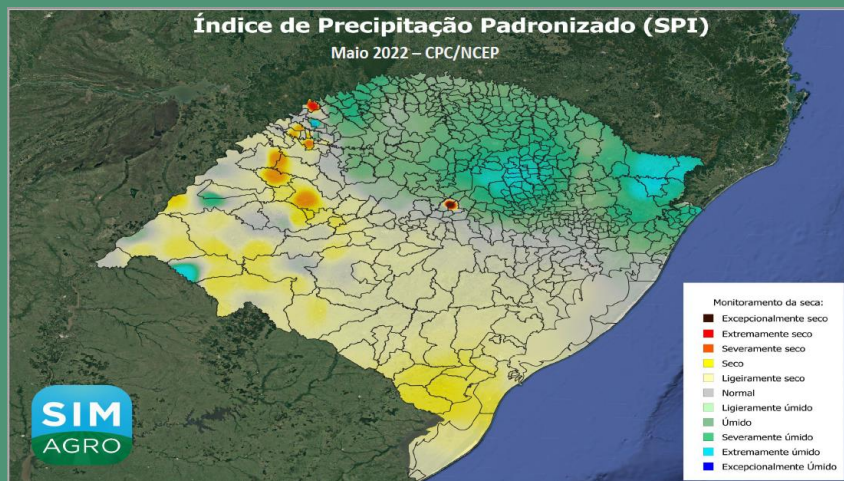 Índice de Precipitação Padronizado (SPI)
Maio 2022 – CPC/NCEP
Monitoramento da seca:
Excepcionalmente seco
Extremamente seco
Severamente seco
Seco
Ligeiramente seco
Normal
Ligieramente úmido
Úmido
Severamente úmido
Extremamente úmido
Excepcionalmente Úmido
SIM
AGRO